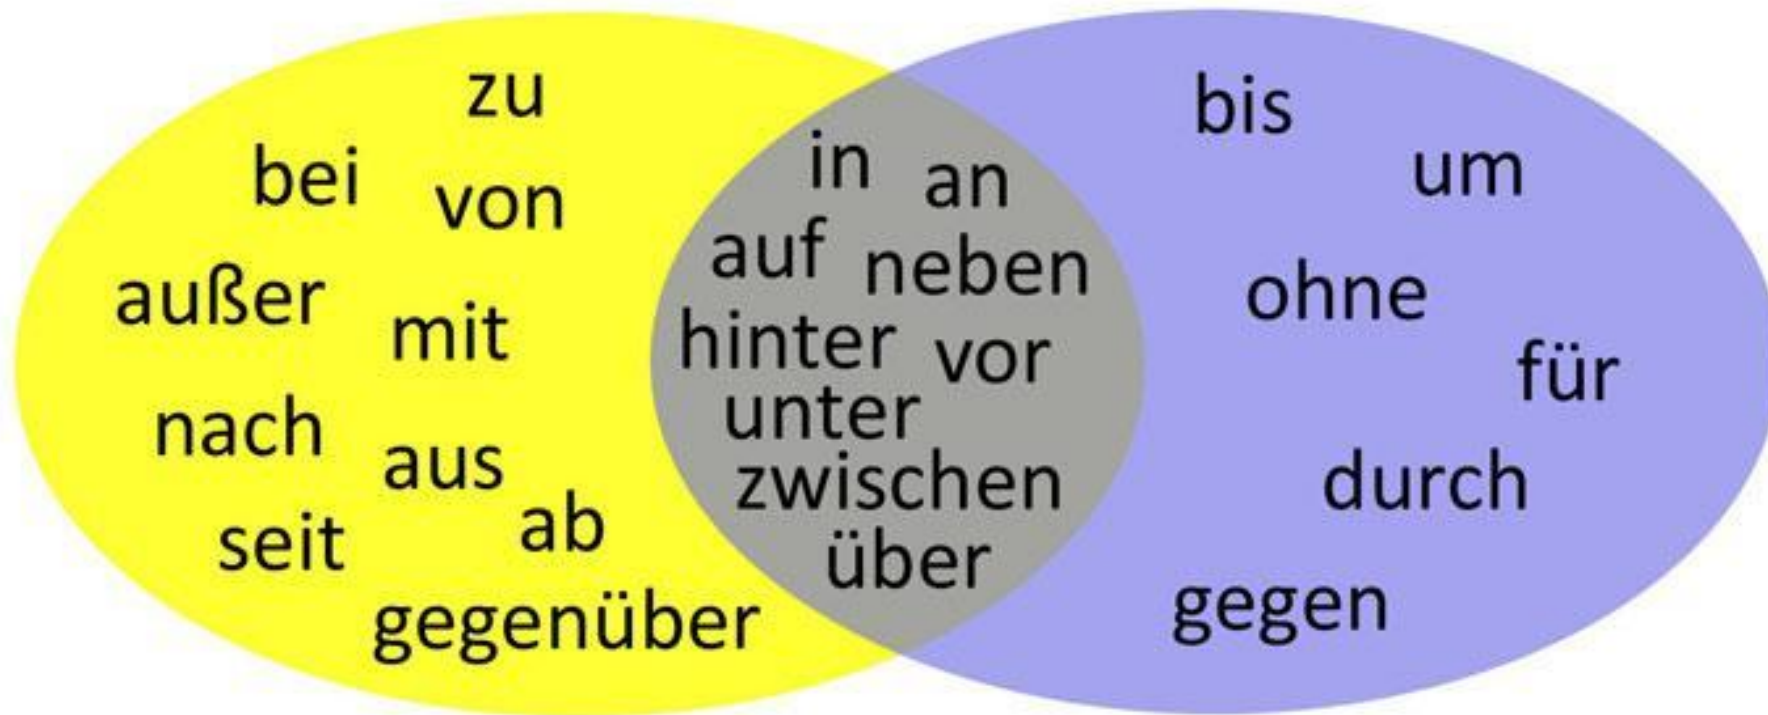 zu
bei
von
außer
mit
nach
aus
seit
ab
gegenüber
in
an
auf
neben
hinter
vor
unter
zwischen
über
bis
um
ohne
für
durch
gegen